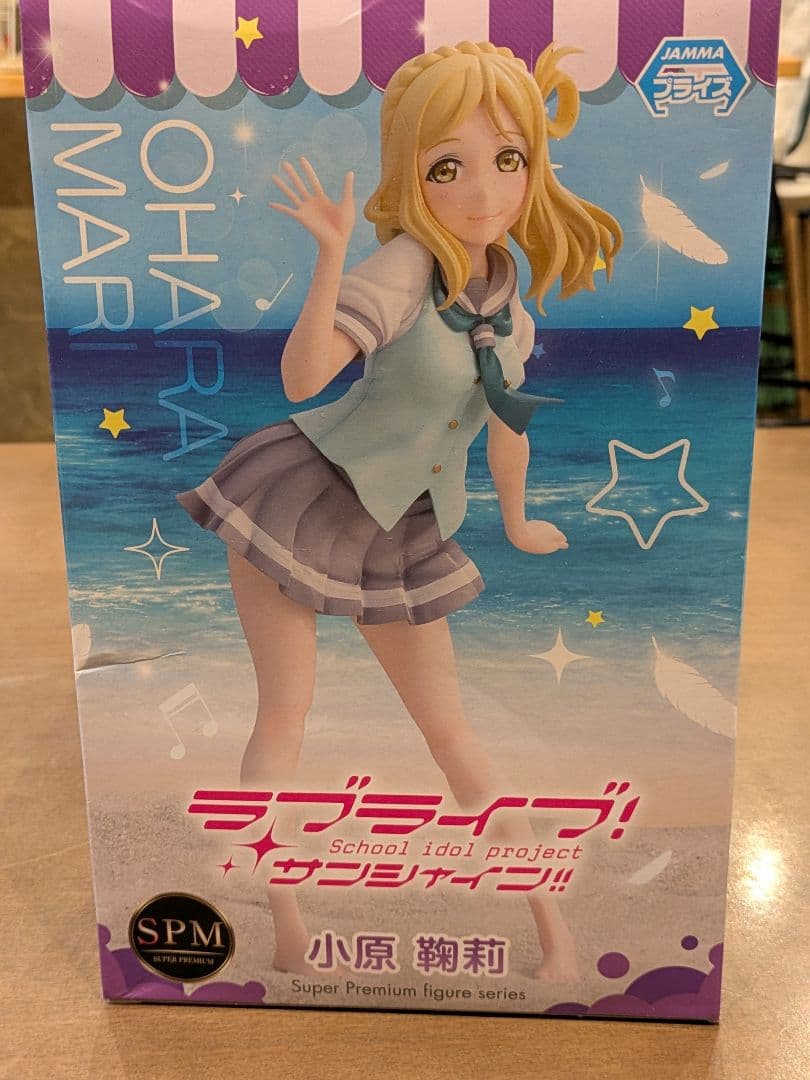 JAMMA
プライズ
OHARA
MARI
ラブライブ!
School idol project
サンシャイン!!
SPM
SUPER PREMIUM
小原 鞠莉
Super Premium figure series